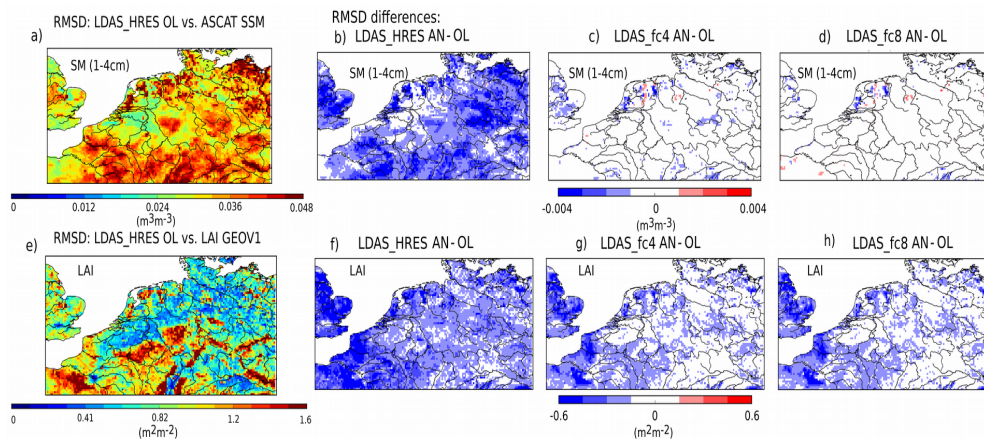 RMSD: LDAS_HRES OL vs. ASCAT SSM
RMSD differences:
a)
b) LDAS_HRES AN-OL
c) LDAS_fc4 AN-OL
d) LDAS_fc8 AN-OL
SM (1-4cm)
SM (1-4cm)
SM (1-4cm)
SM (1-4cm)
0 0.012 0.024 0.036 0.048
(m3m-3)
-0.004 0 0.004
(m3m-3)
e) RMSD: LDAS_HRES OL vs. LAI GEOV1
f) LDAS_HRES AN-OL
g) LDAS_fc4 AN-OL
h) LDAS_fc8 AN-OL
LAI
LAI
LAI
LAI
0 0.41 0.82 1.2 1.6
(m2m-2)
-0.6 0 0.6
(m2m-2)